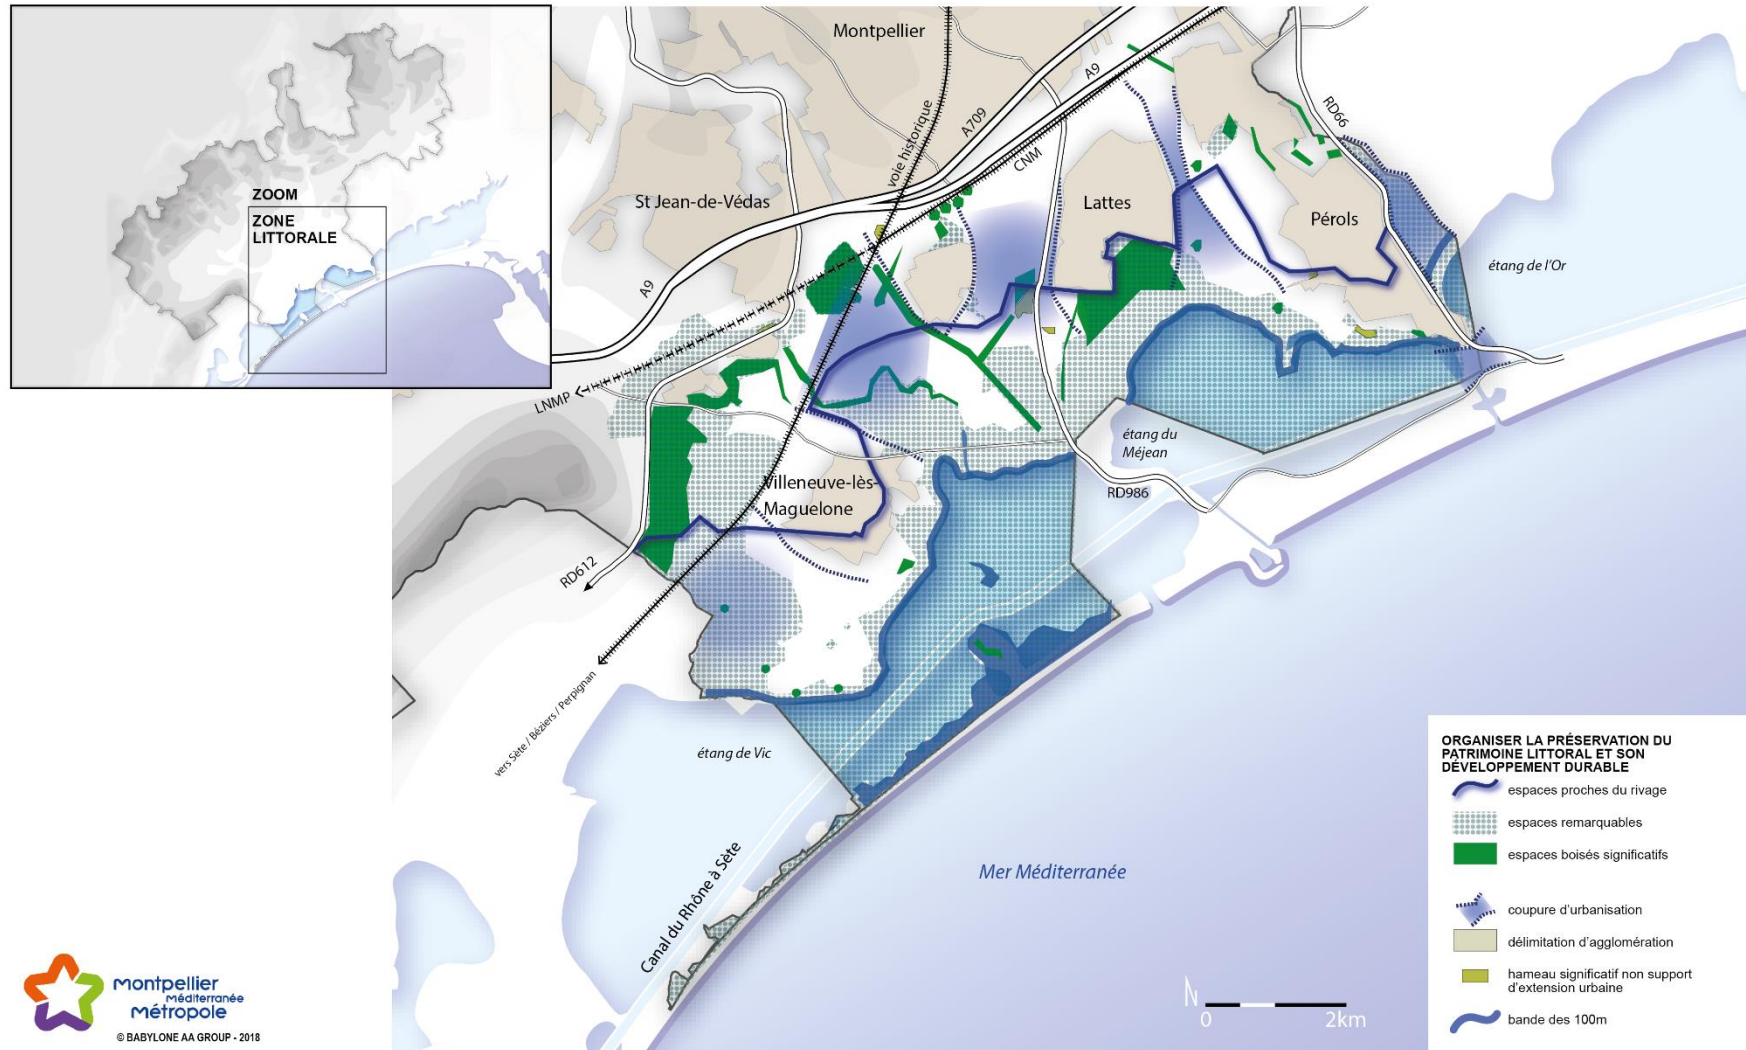 ZOOM
ZONE
LITTORALE
Montpellier
A9
RD66
A709
voie historique
CNM
St Jean-de-Védas
Lattes
Pérols
étang de l'Or
A9
LNMP
étang du
Méjean
RD986
Villeneuve-lès-
Maguelone
RD612
vers Sète / Béziers / Perpignan
étang de Vic
Canal du Rhône à Sète
Mer Méditerranée
N
0 2km
ORGANISER LA PRÉSERVATION DU
PATRIMOINE LITTORAL ET SON
DÉVELOPPEMENT DURABLE
espaces proches du rivage
espaces remarquables
espaces boisés significatifs
coupure d'urbanisation
délimitation d'agglomération
hameau significatif non support
d'extension urbaine
bande des 100m
montpellier
Méditerranée
métropole
© BABYLONE AA GROUP - 2018